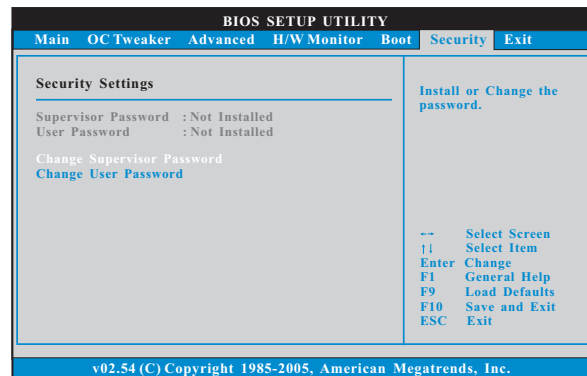 BIOS SETUP UTILITY
Main OC Tweaker Advanced H/W Monitor Boot Security Exit
Security Settings
Supervisor Password : Not Installed
User Password : Not Installed
Change Supervisor Password
Change User Password
Install or Change the
password.
←→ Select Screen
↑↓ Select Item
Enter Change
F1 General Help
F9 Load Defaults
F10 Save and Exit
ESC Exit
v02.54 (C) Copyright 1985-2005, American Megatrends, Inc.